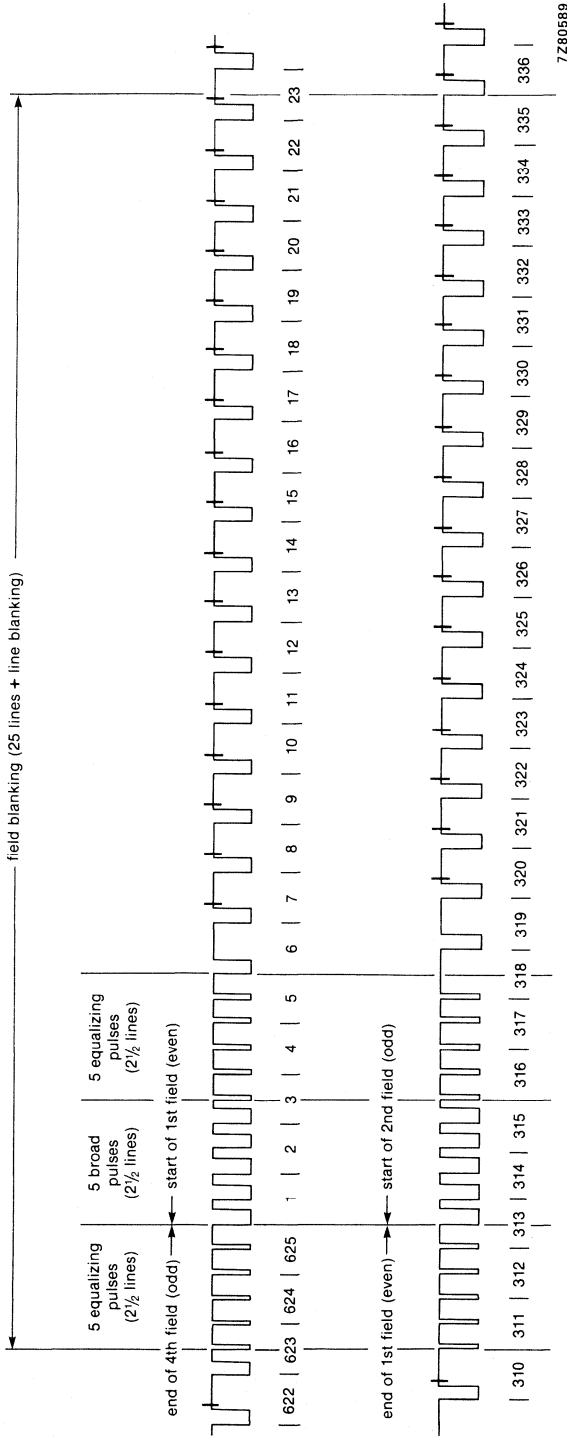 field blanking (25 lines + line blanking)
5 equalizing
pulses
(2½ lines)
5 broad
pulses
(2½ lines)
5 equalizing
pulses
(2½ lines)
end of 4th field (odd)
start of 1st field (even)
622 | 623 | 624 | 625 | 1 | 2 | 3 | 4 | 5 | 6 | 7 | 8 | 9 | 10 | 11 | 12 | 13 | 14 | 15 | 16 | 17 | 18 | 19 | 20 | 21 | 22 | 23 |
end of 1st field (even)
start of 2nd field (odd)
310 | 311 | 312 | 313 | 314 | 315 | 316 | 317 | 318 | 319 | 320 | 321 | 322 | 323 | 324 | 325 | 326 | 327 | 328 | 329 | 330 | 331 | 332 | 333 | 334 | 335 | 336 |
7Z80589